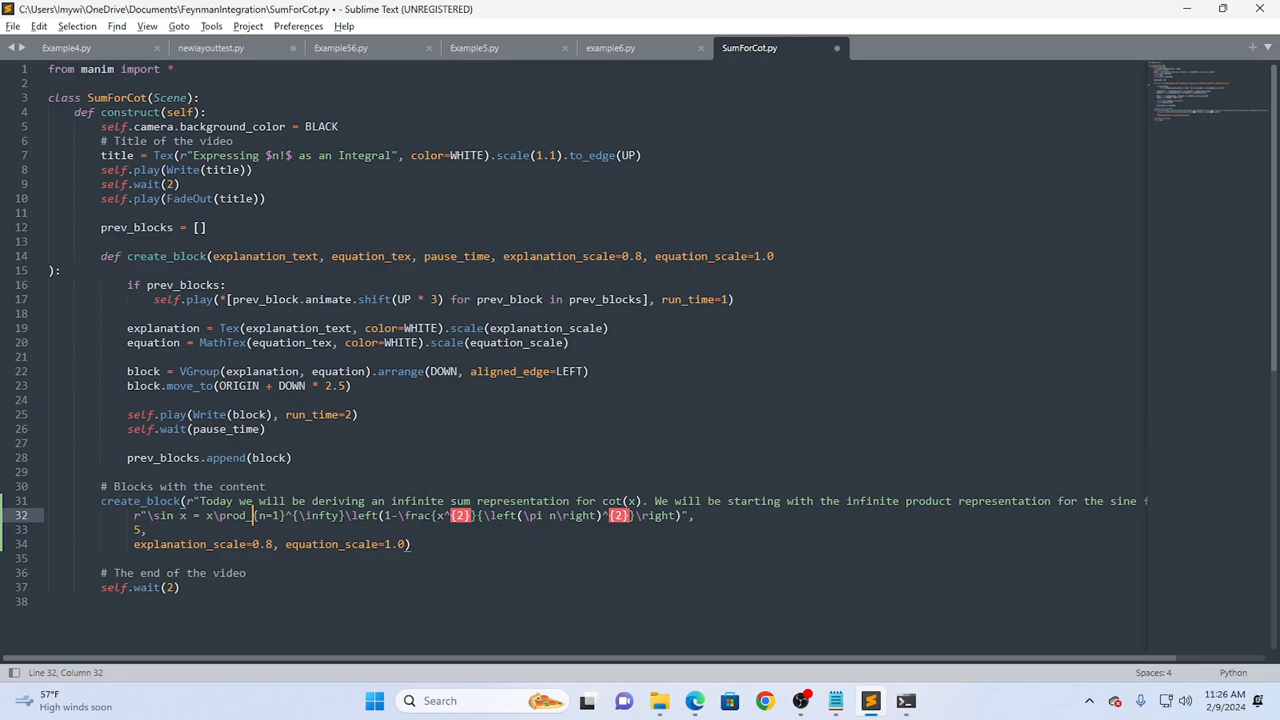 C:\Users\lmywi\OneDrive\Documents\FeynmanIntegration\SumForCot.py • - Sublime Text (UNREGISTERED)
File Edit Selection Find View Goto Tools Project Preferences Help
Example4.py newlayouttest.py Example56.py Example5.py example6.py SumForCot.py
1 from manim import *
2
3 class SumForCot(Scene):
4 def construct(self):
5 self.camera.background_color = BLACK
6 # Title of the video
7 title = Tex(r"Expressing $n!$ as an Integral", color=WHITE).scale(1.1).to_edge(UP)
8 self.play(Write(title))
9 self.wait(2)
10 self.play(FadeOut(title))
11
12 prev_blocks = []
13
14 def create_block(explanation_text, equation_tex, pause_time, explanation_scale=0.8, equation_scale=1.0
15 ):
16 if prev_blocks:
17 self.play(*[prev_block.animate.shift(UP * 3) for prev_block in prev_blocks], run_time=1)
18
19 explanation = Tex(explanation_text, color=WHITE).scale(explanation_scale)
20 equation = MathTex(equation_tex, color=WHITE).scale(equation_scale)
21
22 block = VGroup(explanation, equation).arrange(DOWN, aligned_edge=LEFT)
23 block.move_to(ORIGIN + DOWN * 2.5)
24
25 self.play(Write(block), run_time=2)
26 self.wait(pause_time)
27
28 prev_blocks.append(block)
29
30 # Blocks with the content
31 create_block(r"Today we will be deriving an infinite sum representation for cot(x). We will be starting with the infinite product representation for the sine f
32 r"\sin x = x\prod_{n=1}^{\infty}\left(1-\frac{x^{2}}{\left(\pi n\right)^{2}}\right)",
33 5,
34 explanation_scale=0.8, equation_scale=1.0)
35
36 # The end of the video
37 self.wait(2)
38
Line 32, Column 32 Spaces: 4 Python
57°F
High winds soon
Search
11:26 AM
2/9/2024